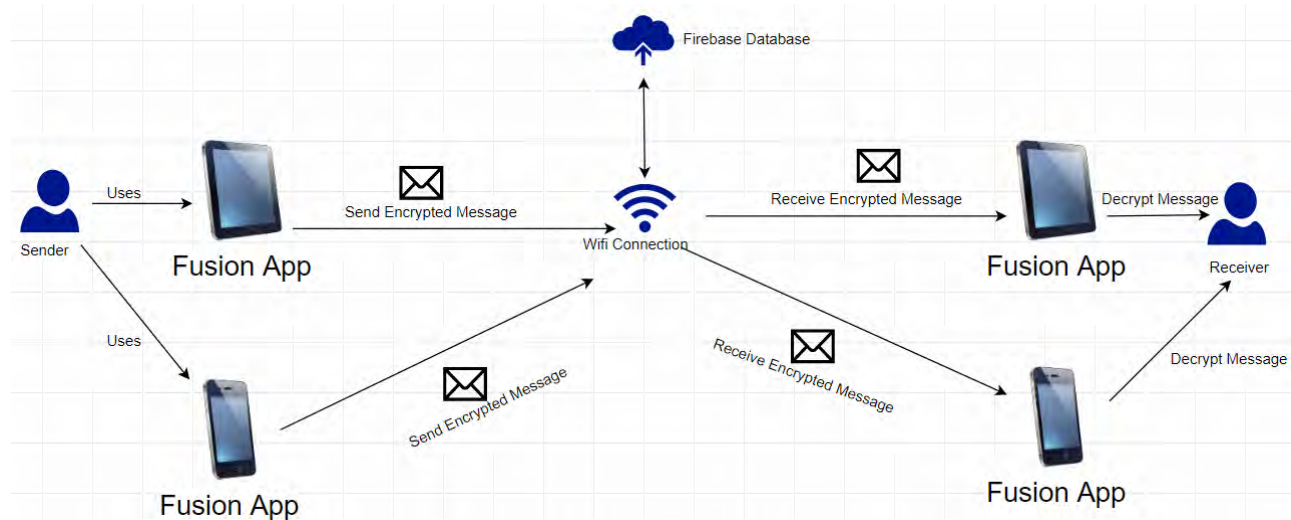 Firebase Database
Uses
Send Encrypted Message
Wifi Connection
Receive Encrypted Message
Decrypt Message
Sender
Fusion App
Fusion App
Receiver
Uses
Send Encrypted Message
Receive Encrypted Message
Decrypt Message
Fusion App
Fusion App